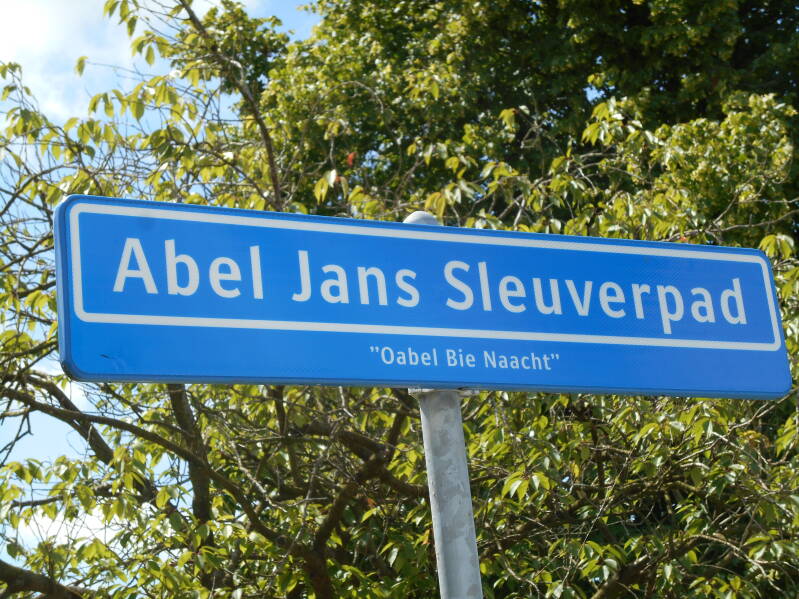 Abel Jans Sleuverpad
"Oabel Bie Naacht"